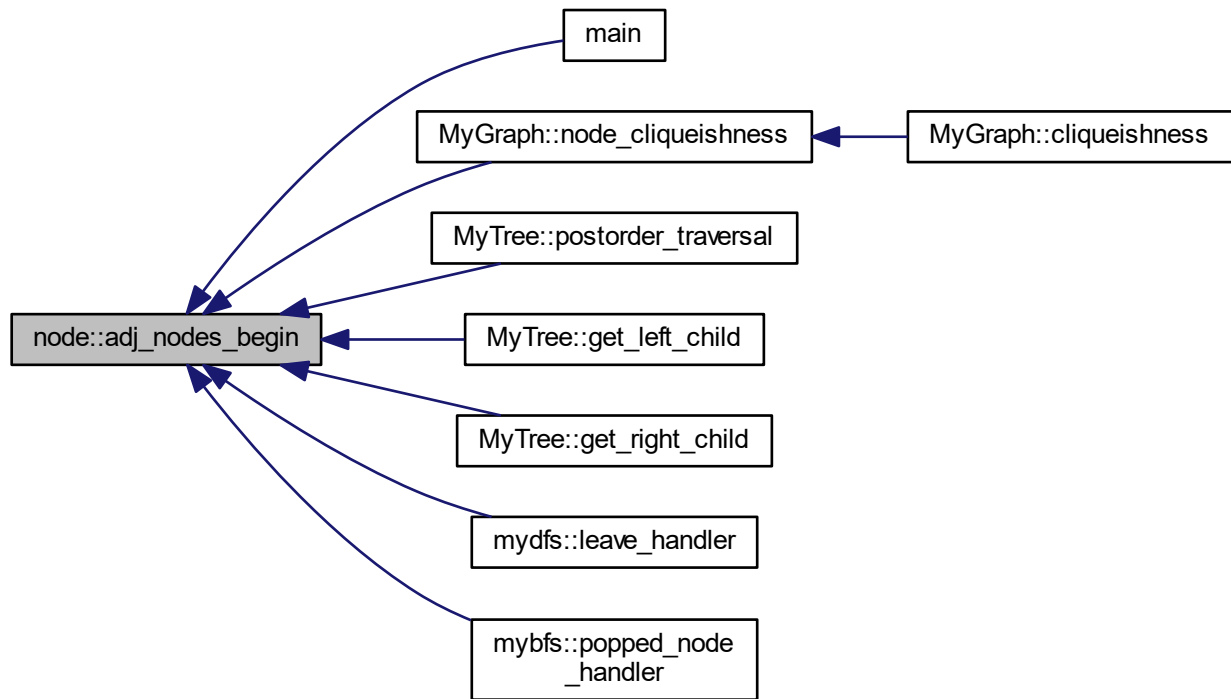 main
MyGraph::node_cliqueishness
MyGraph::cliqueishness
MyTree::postorder_traversal
node::adj_nodes_begin
MyTree::get_left_child
MyTree::get_right_child
mydfs::leave_handler
mybfs::popped_node
_handler